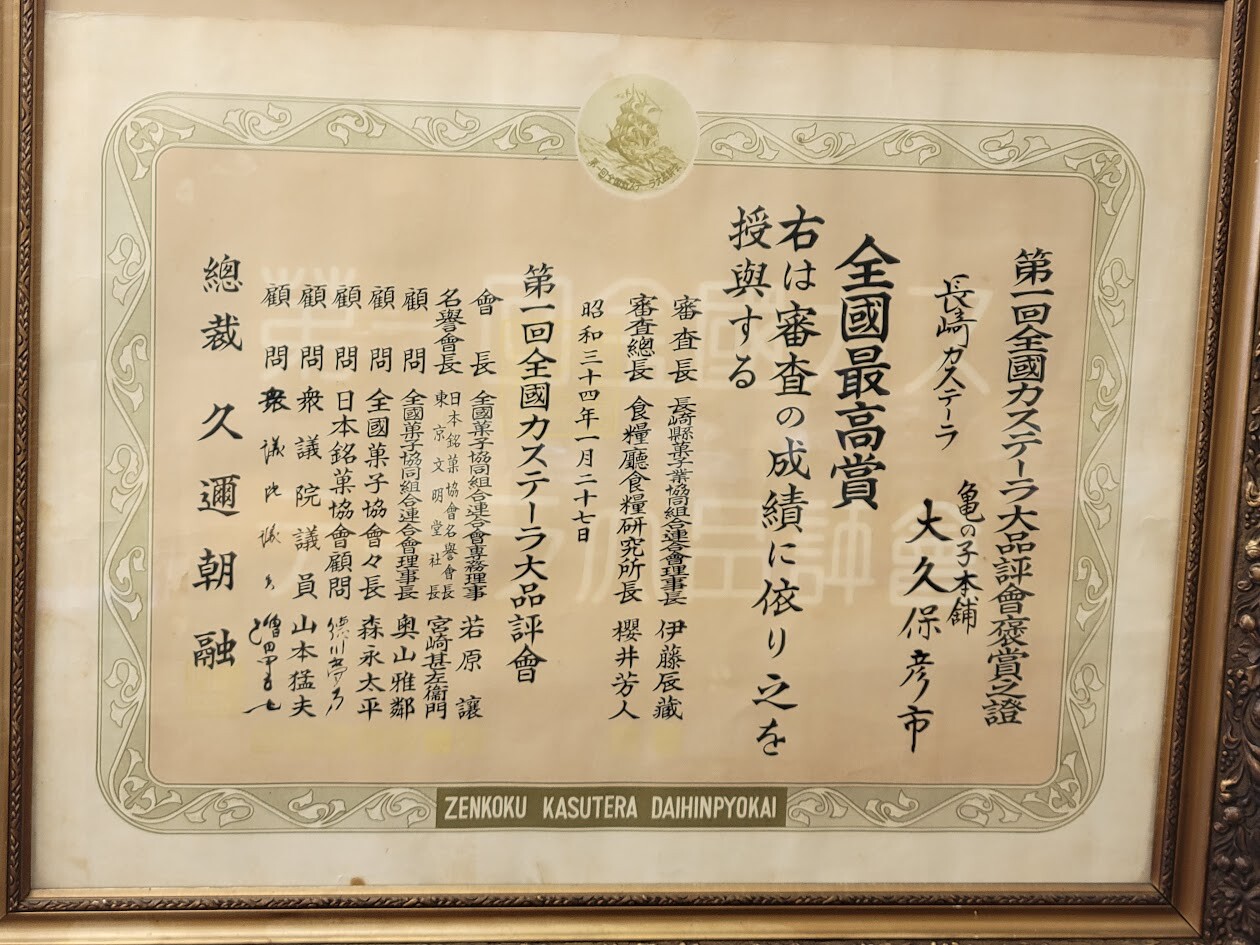 第一回全國カステーラ大品評會褒賞之證
長崎カステーラ
亀の子本舗
大久保彦市
全國最高賞
右は審査の成績に依り之を
授與する
審査長 長崎縣菓子業協同組合連合會理事長 伊藤辰藏
審査總長 食糧廳食糧研究所長 櫻井芳人
昭和三十四年一月二十七日
第一回全國カステーラ大品評會
會長 全國菓子協同組合連合會專務理事 若原讓
名譽會長 日本銘菓協會名譽會長
東京文明堂社長 宮崎甚左衞門
顧問 全國菓子協同組合連合會理事長 奥山雅鄰
顧問 全國菓子協會々長 森永太平
顧問 日本銘菓協會顧問
顧問 衆議院議員 山本猛夫
顧問 衆議院議員 増田甲子七
總裁 久邇朝融
ZENKOKU KASUTERA DAIHINPYOKAI